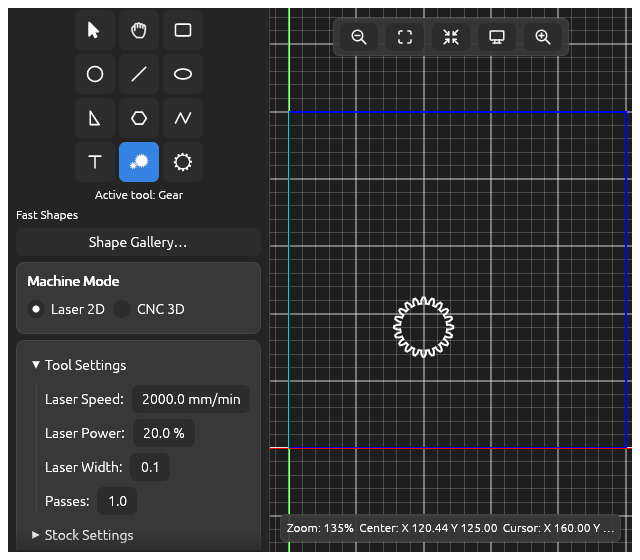 Active tool: Gear
Fast Shapes
Shape Gallery...
Machine Mode
Laser 2D CNC 3D
Tool Settings
Laser Speed: 2000.0 mm/min
Laser Power: 20.0 %
Laser Width: 0.1
Passes: 1.0
Stock Settings
Zoom: 135% Center: X 120.44 Y 125.00 Cursor: X 160.00 Y ...